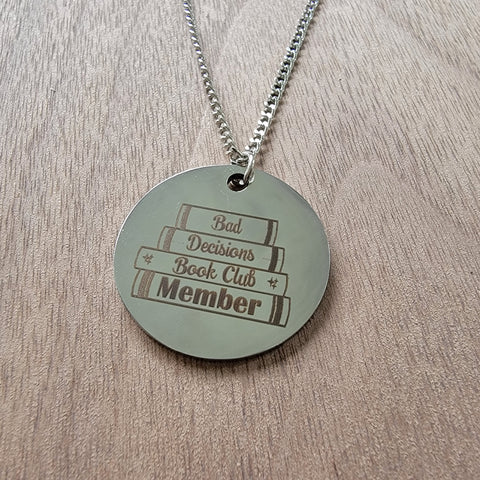 Bad
Decisions
Book Club
Member